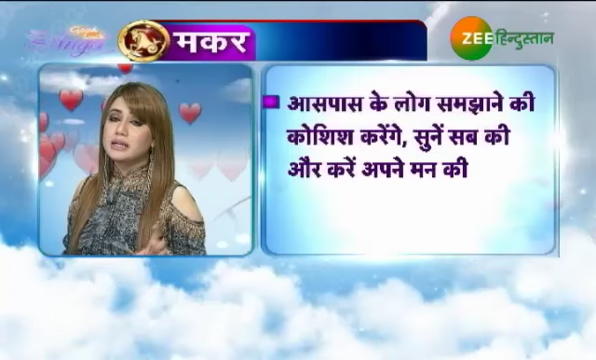 मकर
ZEE हिन्दुस्तान
आसपास के लोग समझाने की
कोशिश करेंगे, सुनें सब की
और करें अपने मन की